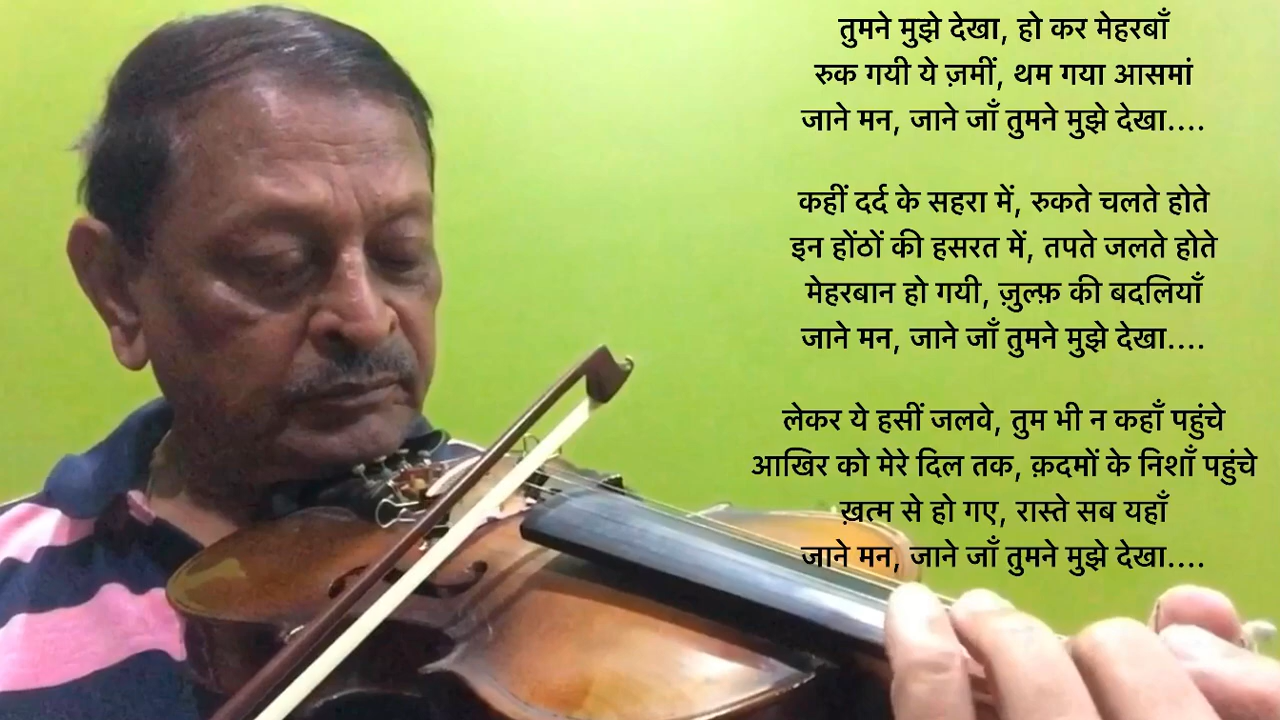 तुमने मुझे देखा, हो कर मेहरबाँ
रुक गयी ये ज़मीं, थम गया आसमां
जाने मन, जाने जाँ तुमने मुझे देखा....
कहीं दर्द के सहरा में, रुकते चलते होते
इन होंठों की हसरत में, तपते जलते होते
मेहरबान हो गयी, ज़ुल्फ़ की बदलियाँ
जाने मन, जाने जाँ तुमने मुझे देखा....
लेकर ये हसीं जलवे, तुम भी न कहाँ पहुंचे
आखिर को मेरे दिल तक, क़दमों के निशाँ पहुंचे
ख़त्म से हो गए, रास्ते सब यहाँ
जाने मन, जाने जाँ तुमने मुझे देखा....